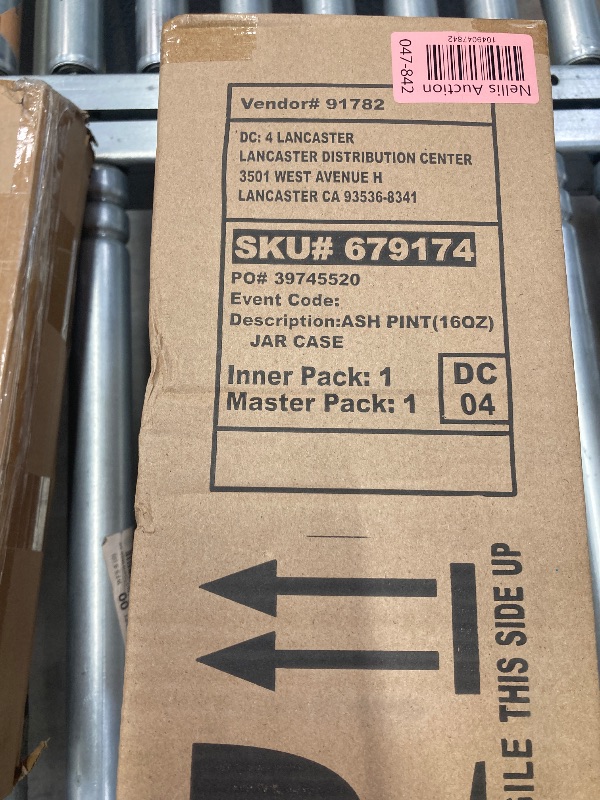 Nellis Auction
1049047842
047-842
Vendor# 91782
DC: 4 LANCASTER
LANCASTER DISTRIBUTION CENTER
3501 WEST AVENUE H
LANCASTER CA 93536-8341
SKU# 679174
PO# 39745520
Event Code:
Description:ASH PINT(16OZ)
JAR CASE
Inner Pack: 1
Master Pack: 1
DC
04
THIS SIDE UP